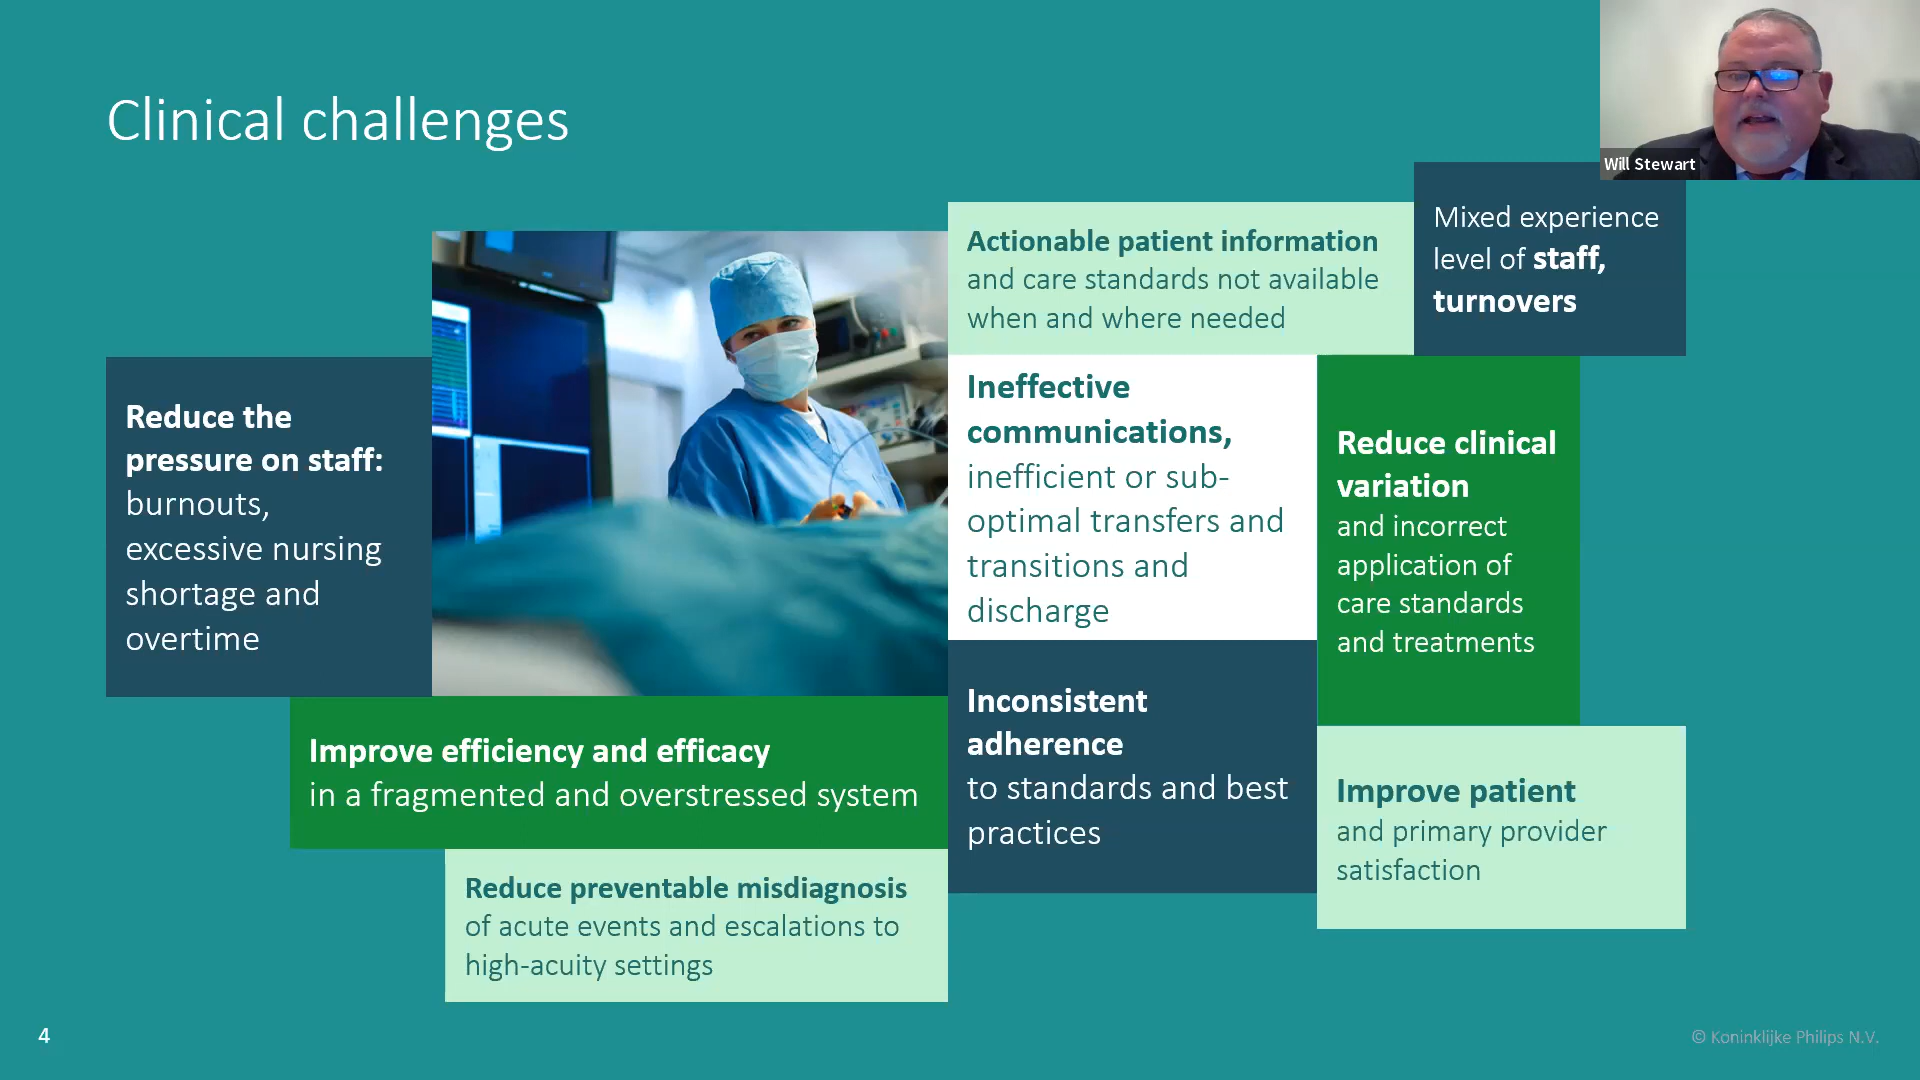 Clinical challenges
Will Stewart
Mixed experience
level of staff,
turnovers
Actionable patient information
and care standards not available
when and where needed
Reduce the
pressure on staff:
burnouts,
excessive nursing
shortage and
overtime
Ineffective
communications,
inefficient or sub-
optimal transfers and
transitions and
discharge
Reduce clinical
variation
and incorrect
application of
care standards
and treatments
Improve efficiency and efficacy
in a fragmented and overstressed system
Inconsistent
adherence
to standards and best
practices
Improve patient
and primary provider
satisfaction
Reduce preventable misdiagnosis
of acute events and escalations to
high-acuity settings
4
© Koninklijke Philips N.V.